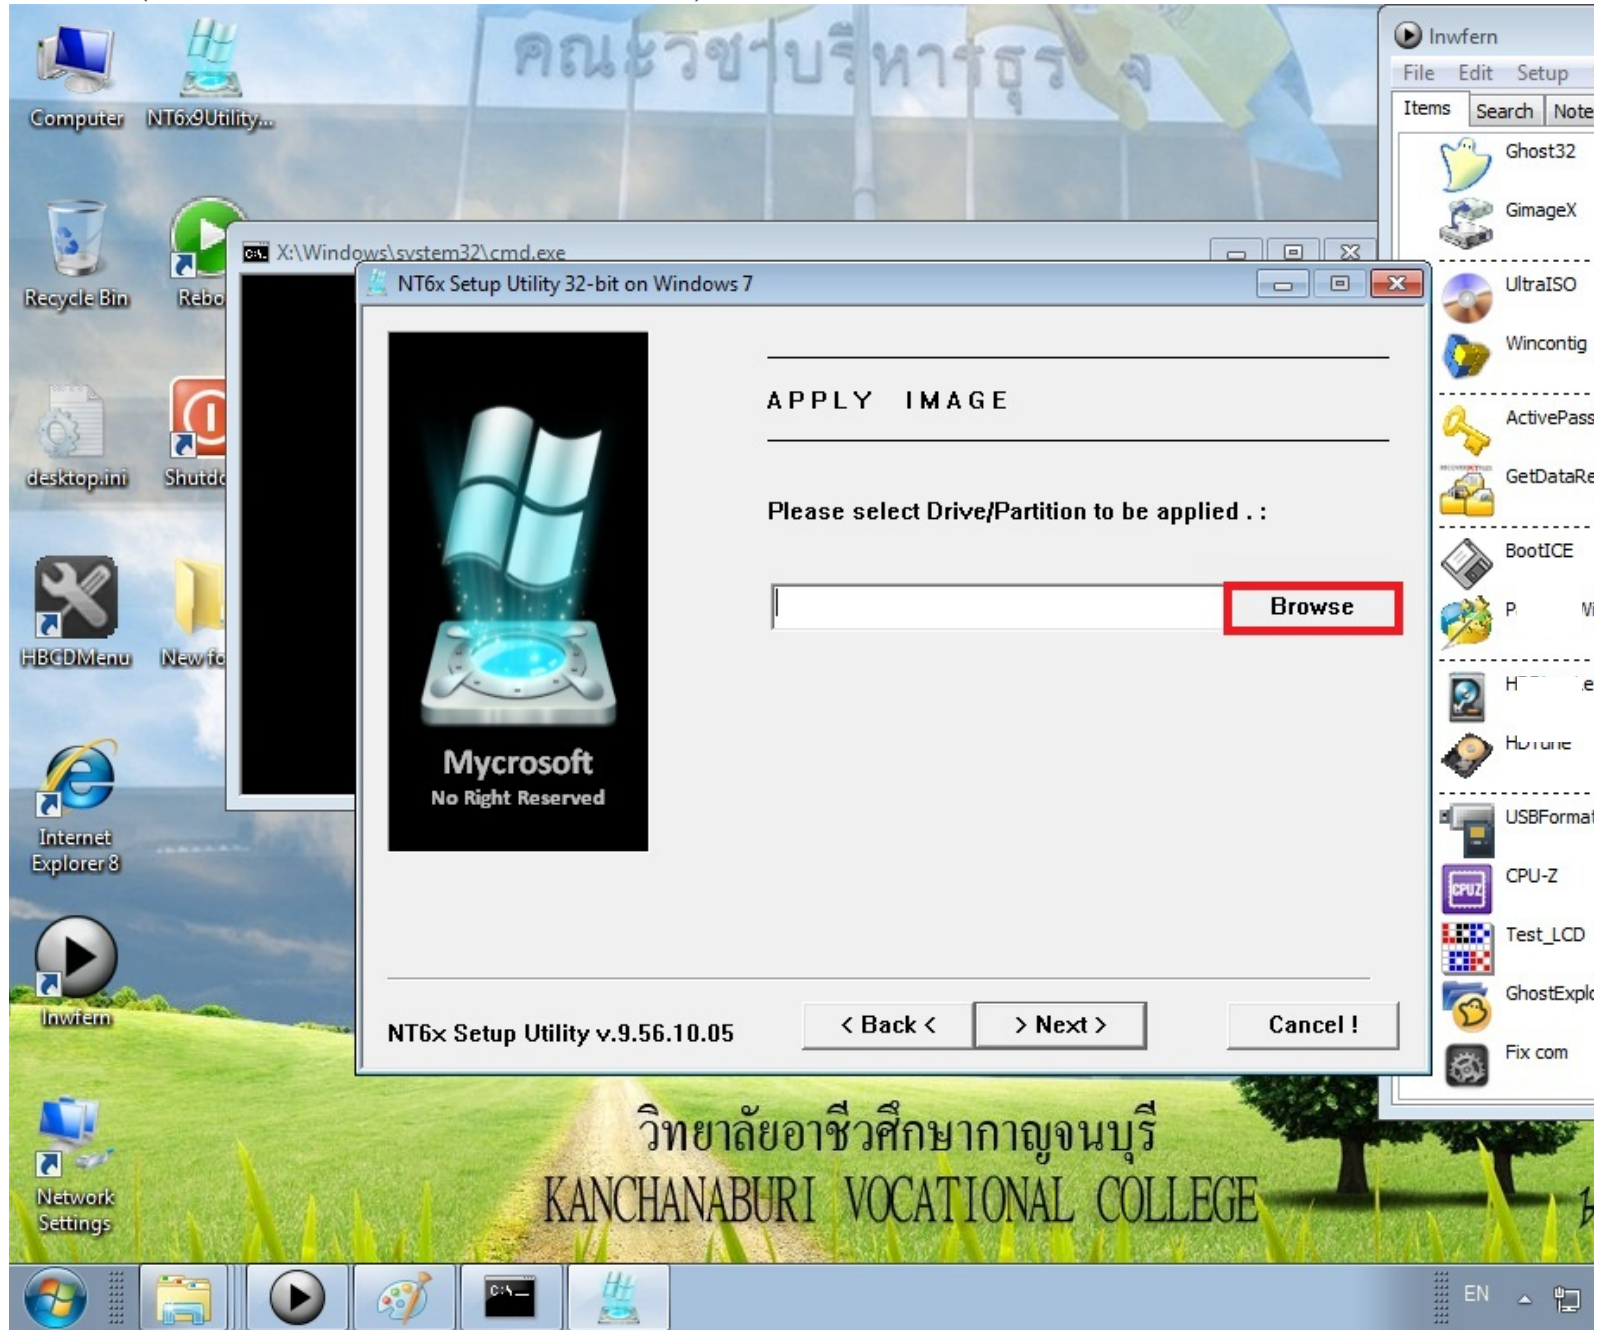 คณะวิชาบริหารธุรกิจ
Computer
NT6x9Utility...
Recycle Bin
Rebo
desktop.ini
Shutdo
HBCDMenu
New fo
Internet
Explorer 8
Inwfern
Network
Settings
X:\Windows\system32\cmd.exe
NT6x Setup Utility 32-bit on Windows 7
APPLY IMAGE
Please select Drive/Partition to be applied . :
Browse
Mycrosoft
No Right Reserved
NT6x Setup Utility v.9.56.10.05
< Back <
> Next >
Cancel !
Inwfern
File Edit Setup
Items Search Note
Ghost32
GimageX
UltraISO
Wincontig
ActivePass
GetDataRe
BootICE
HDTune
USBFormat
CPU-Z
Test_LCD
GhostExplo
Fix com
วิทยาลัยอาชีวศึกษากาญจนบุรี
KANCHANABURI VOCATIONAL COLLEGE
EN